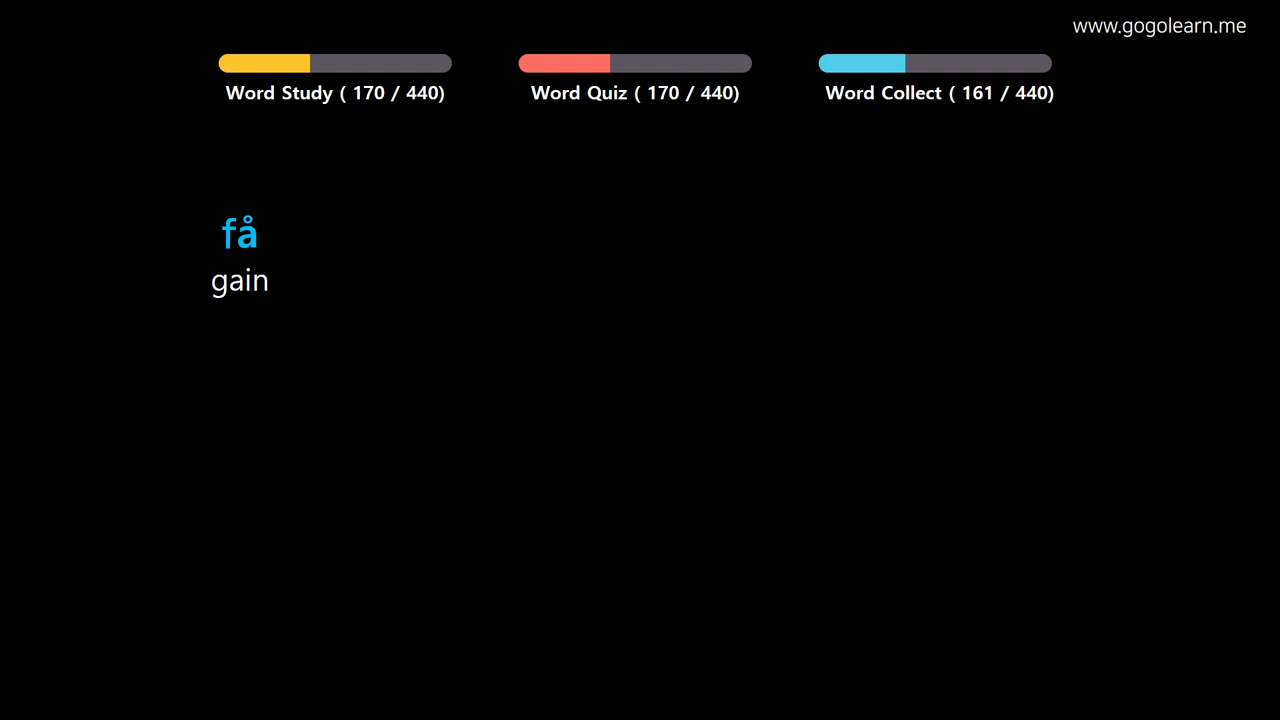 www.gogolearn.me
Word Study ( 170 / 440)
Word Quiz ( 170 / 440)
Word Collect ( 161 / 440)
få
gain